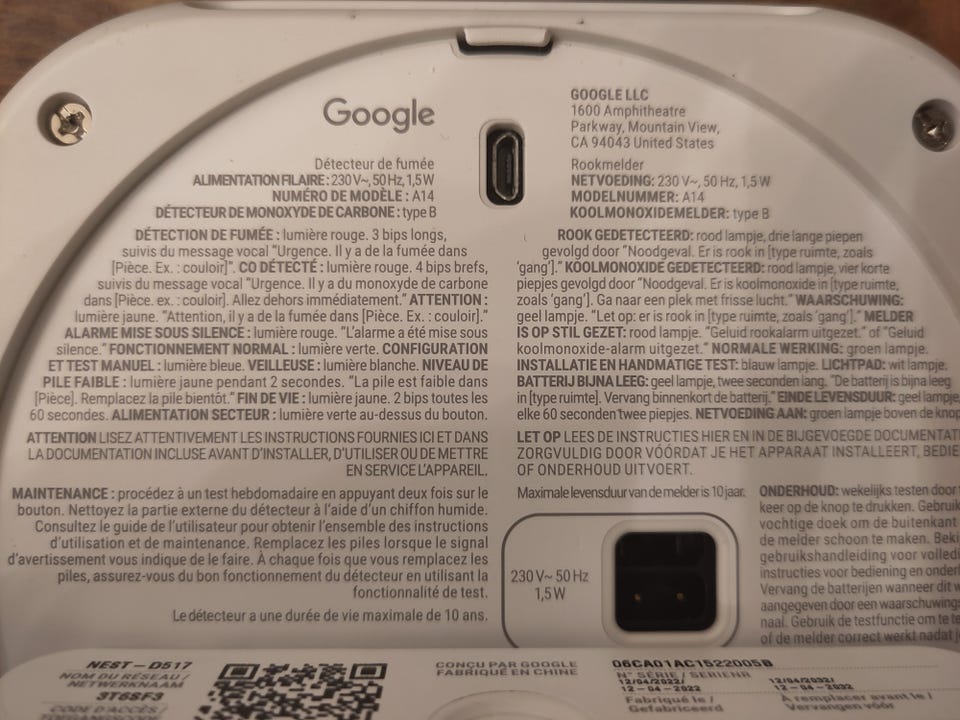 Google
Détecteur de fumée
ALIMENTATION FILAIRE : 230 V~, 50 Hz, 1,5 W
NUMÉRO DE MODÈLE : A14
DÉTECTEUR DE MONOXYDE DE CARBONE : type B
DÉTECTION DE FUMÉE : lumière rouge. 3 bips longs,
suivis du message vocal "Urgence. Il y a de la fumée dans
[Pièce. Ex. : couloir]". CO DÉTECTÉ : lumière rouge. 4 bips brefs,
suivis du message vocal "Urgence. Il y a du monoxyde de carbone
dans [Pièce. Ex. : couloir]. Allez dehors immédiatement." ATTENTION :
lumière jaune. "Attention, il y a de la fumée dans [Pièce. Ex. : couloir]."
ALARME MISE SOUS SILENCE : lumière rouge. "L'alarme a été mise sous
silence." FONCTIONNEMENT NORMAL : lumière verte. CONFIGURATION
ET TEST MANUEL : lumière bleue. VEILLEUSE : lumière blanche. NIVEAU DE
PILE FAIBLE : lumière jaune pendant 2 secondes. "La pile est faible dans
[Pièce]. Remplacez la pile bientôt." FIN DE VIE : lumière jaune. 2 bips toutes les
60 secondes. ALIMENTATION SECTEUR : lumière verte au-dessus du bouton.
ATTENTION LISEZ ATTENTIVEMENT LES INSTRUCTIONS FOURNIES ICI ET DANS
LA DOCUMENTATION INCLUSE AVANT D'INSTALLER, D'UTILISER OU DE METTRE
EN SERVICE L'APPAREIL.
MAINTENANCE : procédez à un test hebdomadaire en appuyant deux fois sur le
bouton. Nettoyez la partie externe du détecteur à l'aide d'un chiffon humide.
Consultez le guide de l'utilisateur pour obtenir l'ensemble des instructions
d'utilisation et de maintenance. Remplacez les piles lorsque le signal
d'avertissement vous indique de le faire. À chaque fois que vous remplacez les
piles, assurez-vous du bon fonctionnement du détecteur en utilisant la
fonctionnalité de test.
Le détecteur a une durée de vie maximale de 10 ans.
GOOGLE LLC
1600 Amphitheatre
Parkway, Mountain View,
CA 94043 United States
Rookmelder
NETVOEDING: 230 V~, 50 Hz, 1,5 W
MODELNUMMER: A14
KOOLMONOXIDEMELDER: type B
ROOK GEDETECTEERD: rood lampje, drie lange piepen
gevolgd door "Noodgeval. Er is rook in [type ruimte, zoals
'gang']." KOOLMONOXIDE GEDETECTEERD: rood lampje, vier korte
piepjes gevolgd door "Noodgeval. Er is koolmonoxide in [type ruimte,
zoals 'gang']. Ga naar een plek met frisse lucht." WAARSCHUWING:
geel lampje. "Let op: er is rook in [type ruimte, zoals 'gang']." MELDER
IS OP STIL GEZET: rood lampje. "Geluid rookalarm uitgezet." of "Geluid
koolmonoxide-alarm uitgezet." NORMALE WERKING: groen lampje.
INSTALLATIE EN HANDMATIGE TEST: blauw lampje. LICHTPAD: wit lampje.
BATTERIJ BIJNA LEEG: geel lampje, twee seconden lang. "De batterij is bijna leeg
in [type ruimte]. Vervang binnenkort de batterij." EINDE LEVENSDUUR: geel lampje,
elke 60 seconden twee piepjes. NETVOEDING AAN: groen lampje boven de knop
LET OP LEES DE INSTRUCTIES HIER EN IN DE BIJGEVOEGDE DOCUMENTAT
ZORGVULDIG DOOR VÓÓRDAT JE HET APPARAAT INSTALLEERT, BEDIE
OF ONDERHOUD UITVOERT.
Maximale levensduur van de melder is 10 jaar.
230 V~ 50 Hz
1,5 W
ONDERHOUD: wekelijks testen door
keer op de knop te drukken. Gebruik
vochtige doek om de buitenkant
de melder schoon te maken. Beki
gebruikshandleiding voor volledi
instructies voor bediening en onder
Vervang de batterijen wanneer dit w
aangegeven door een waarschuwings
naal. Gebruik de testfunctie om te te
of de melder correct werkt nadat je
NEST-D517
NOM DU RÉSEAU /
NETWERKNAAM
3T6SF3
CODE D'ACCÈS /
CONÇU PAR GOOGLE
FABRIQUÉ EN CHINE
06CA01AC1522005B
N° SÉRIE / SERIENR
12/04/2022/
12-04-2022
Fabriqué le /
Gefabriceerd
12/04/2032/
12-04-2032
À remplacer avant le /
Vervangen vóór